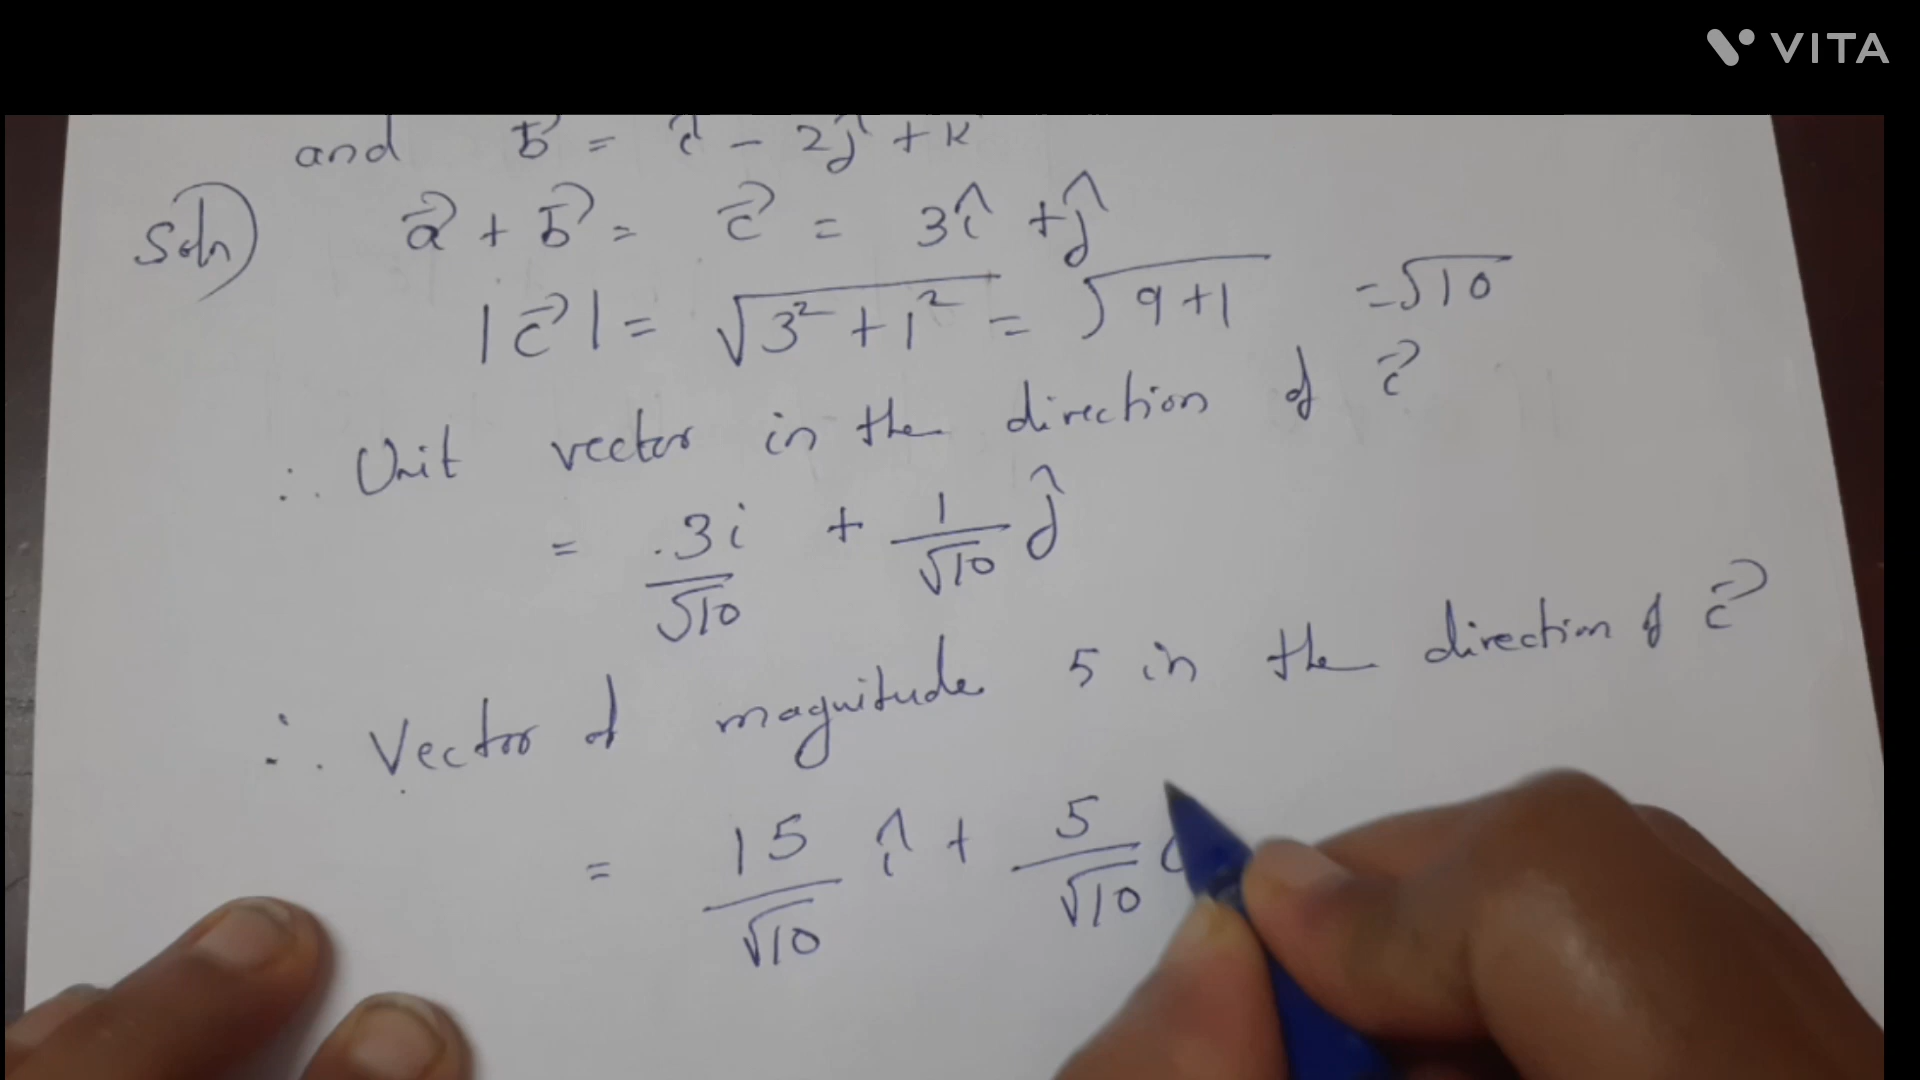 VITA
and b⃗ = î - 2ĵ + k
Soln) a⃗ + b⃗ = c⃗ = 3î + ĵ
|c⃗| = √3² + 1² = √9+1 = √10
∴ Unit vector in the direction of c⃗
= 3i/√10 + 1/√10 ĵ
∴ Vector of magnitude 5 in the direction of c⃗
= 15/√10 î + 5/√10